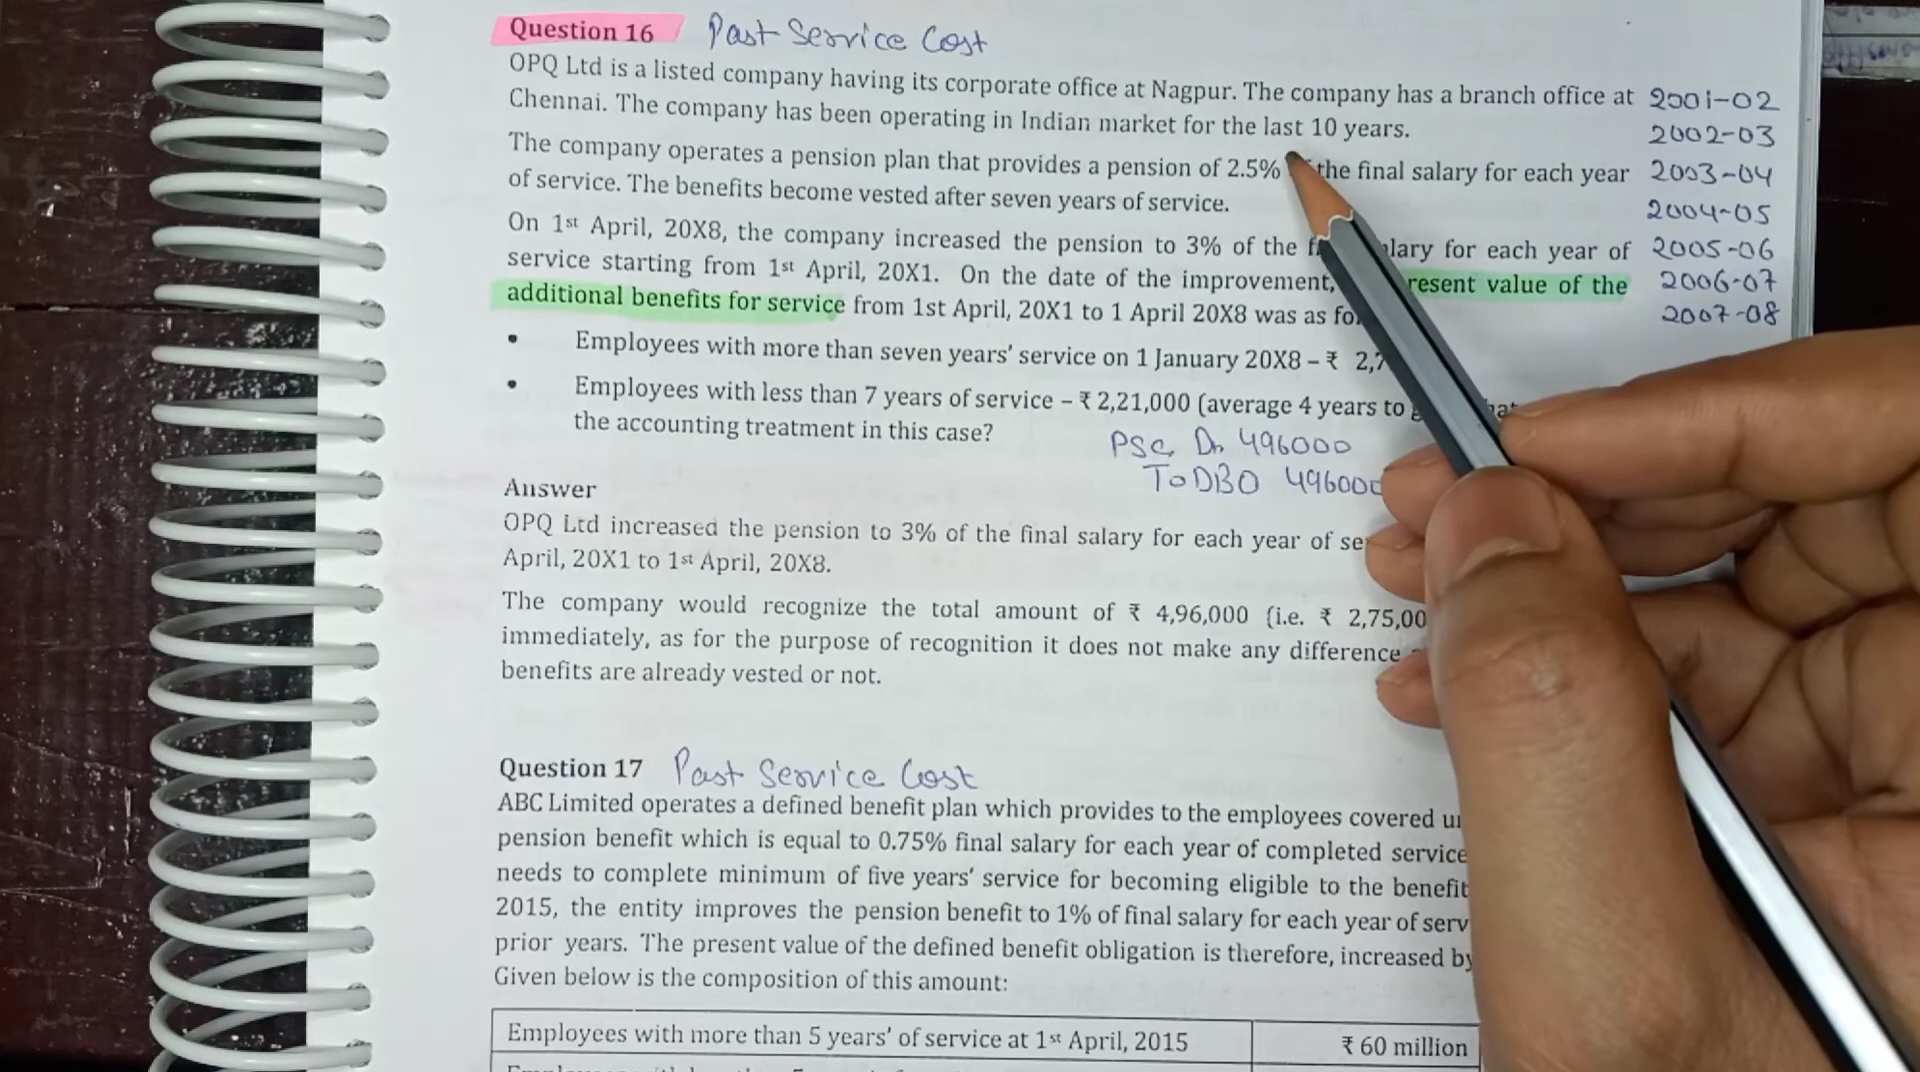 Question 16 Past Service Cost
OPQ Ltd is a listed company having its corporate office at Nagpur. The company has a branch office at
Chennai. The company has been operating in Indian market for the last 10 years.
The company operates a pension plan that provides a pension of 2.5% the final salary for each year
of service. The benefits become vested after seven years of service.
On 1st April, 20X8, the company increased the pension to 3% of the for each year of
service starting from 1st April, 20X1. On the date of the improvement, resent value of the
additional benefits for service from 1st April, 20X1 to 1 April 20X8 was as
• Employees with more than seven years' service on 1 January 20X8 – ₹ 2,7
• Employees with less than 7 years of service – ₹ 2,21,000 (average 4 years to
the accounting treatment in this case?
2001-02
2002-03
2003-04
2004-05
2005-06
2006-07
2007-08
PSC Dr 496000
To DBO 496000
Answer
OPQ Ltd increased the pension to 3% of the final salary for each year of
April, 20X1 to 1st April, 20X8.
The company would recognize the total amount of ₹ 4,96,000 (i.e. ₹ 2,75,00
immediately, as for the purpose of recognition it does not make any difference
benefits are already vested or not.
Question 17 Past Service Cost
ABC Limited operates a defined benefit plan which provides to the employees covered
pension benefit which is equal to 0.75% final salary for each year of completed service
needs to complete minimum of five years' service for becoming eligible to the benefit
2015, the entity improves the pension benefit to 1% of final salary for each year of serv
prior years. The present value of the defined benefit obligation is therefore, increased by
Given below is the composition of this amount:
Employees with more than 5 years' of service at 1st April, 2015 ₹ 60 million